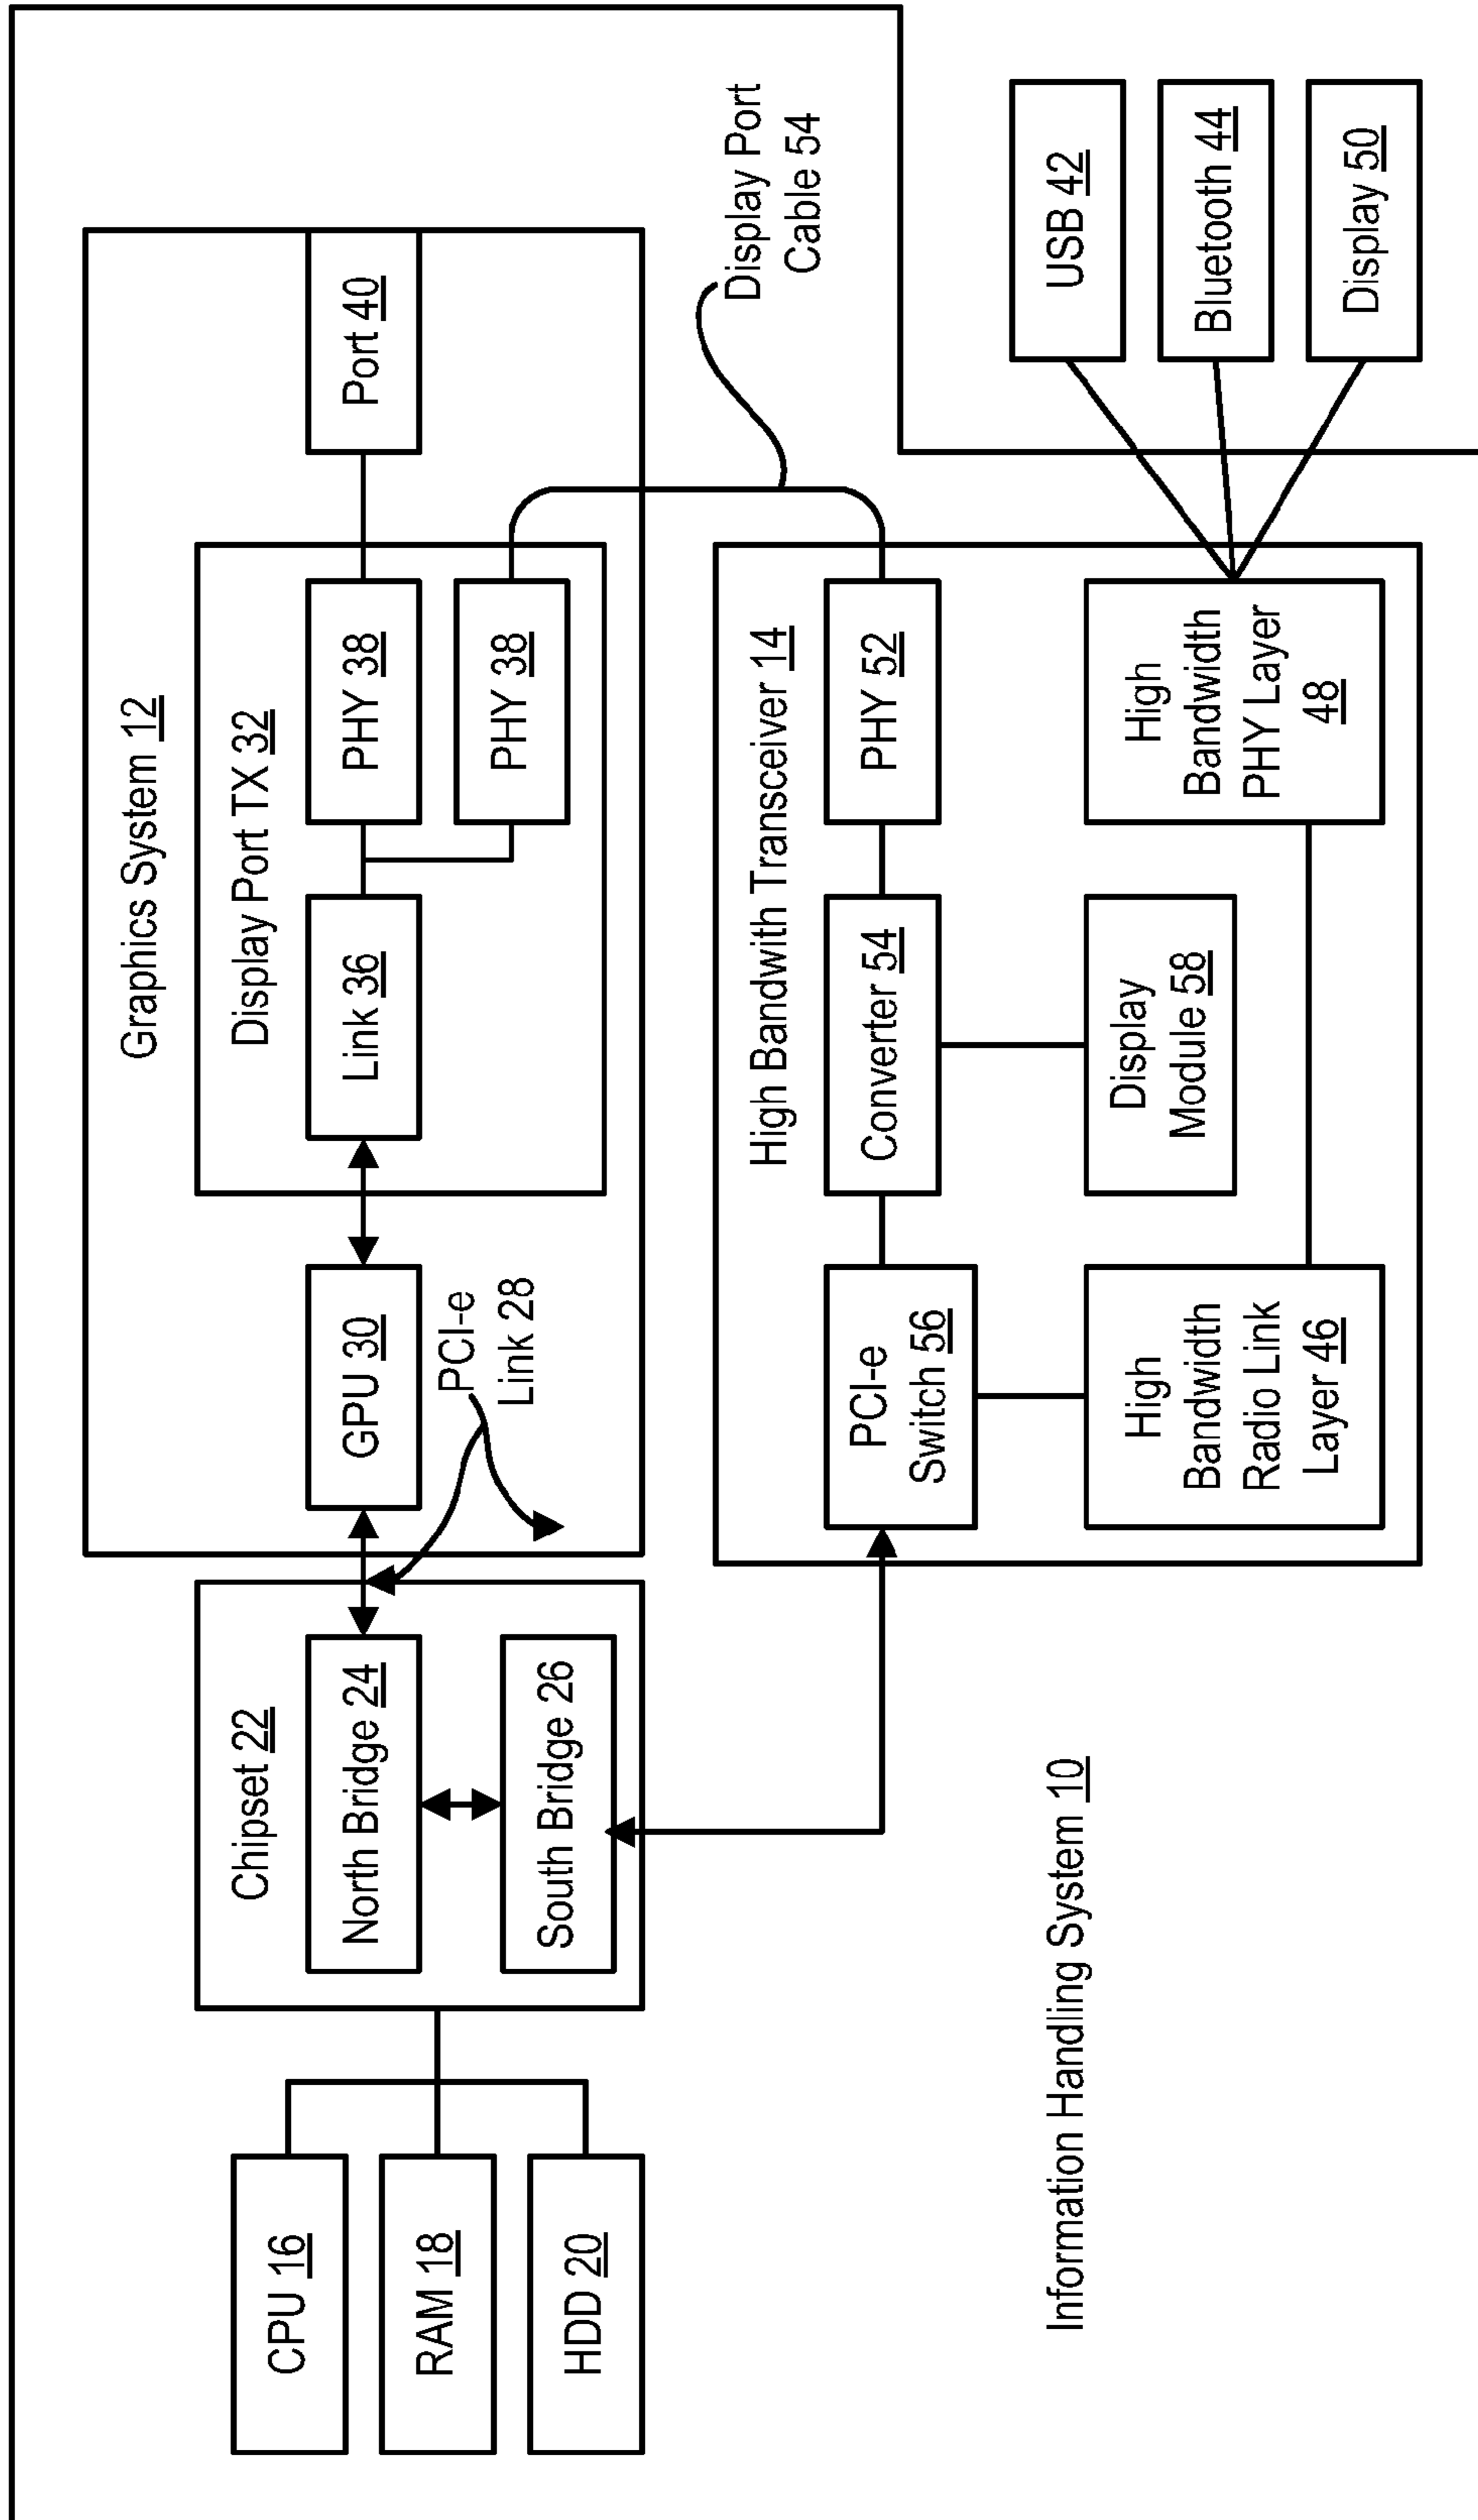 Graphics System 12
Chipset 22
Display Port TX 32
CPU 16
North Bridge 24
GPU 30
Link 36
PHY 38
Port 40
RAM 18
PCI-e
Link 28
PHY 38
HDD 20
South Bridge 26
Display Port
Cable 54
High Bandwith Transceiver 14
PCI-e
Switch 56
Converter 54
PHY 52
Information Handling System 10
High
Bandwidth
Radio Link
Layer 46
Display
Module 58
High
Bandwidth
PHY Layer
48
USB 42
Bluetooth 44
Display 50